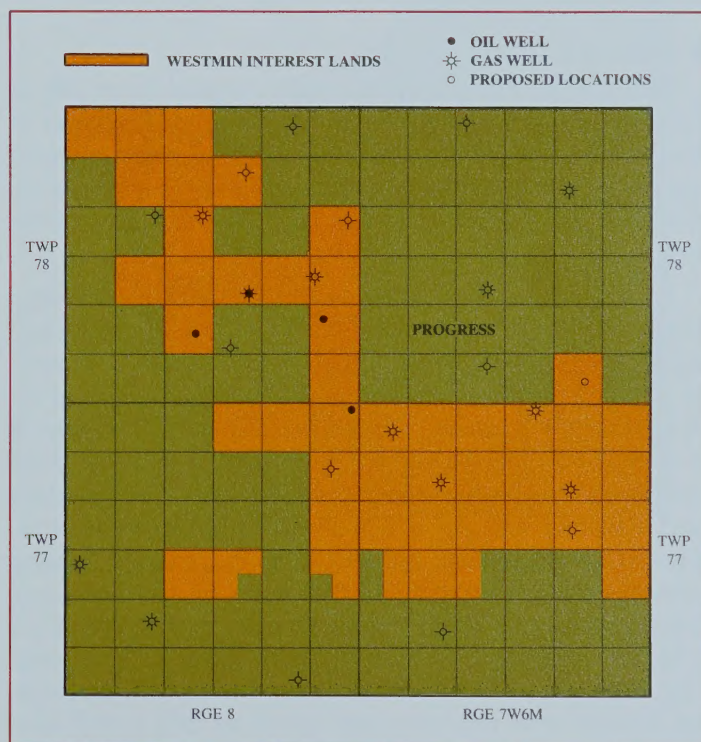 WESTMIN INTEREST LANDS
OIL WELL
GAS WELL
PROPOSED LOCATIONS
TWP
78
TWP
78
PROGRESS
TWP
77
TWP
77
RGE 8
RGE 7W6M